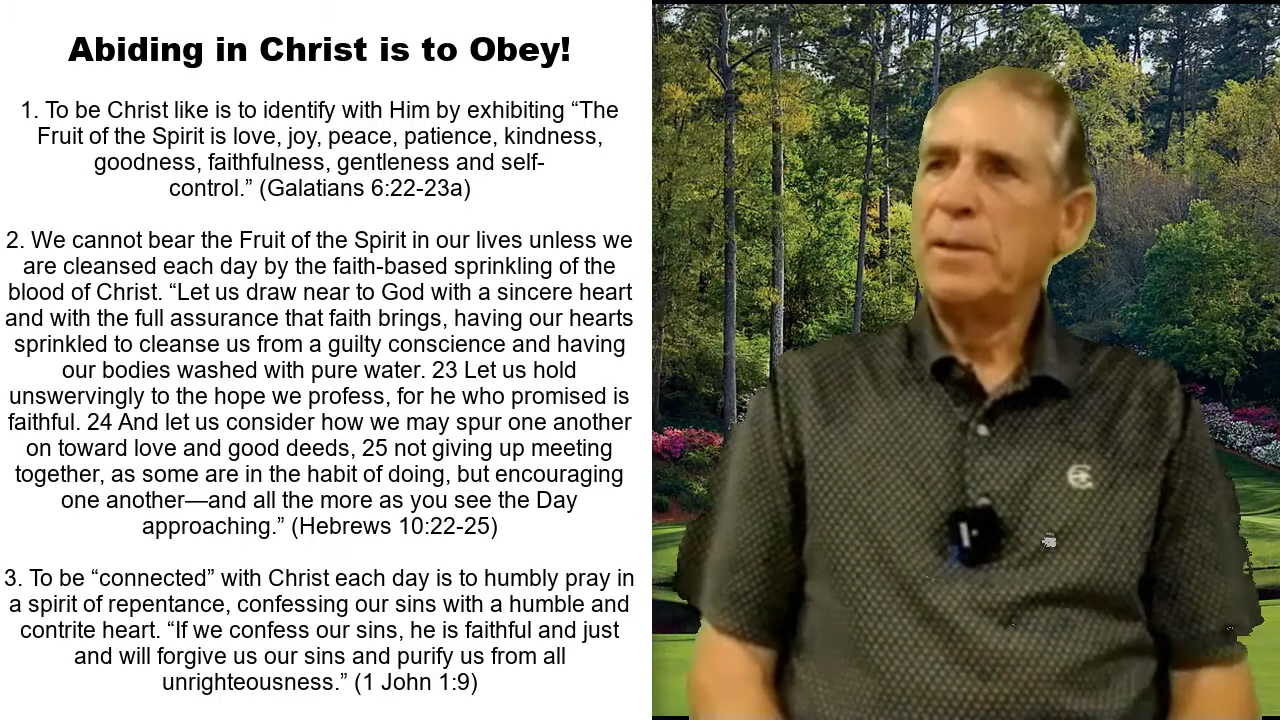 Abiding in Christ is to Obey!
1. To be Christ like is to identify with Him by exhibiting “The
Fruit of the Spirit is love, joy, peace, patience, kindness,
goodness, faithfulness, gentleness and self-
control.” (Galatians 6:22-23a)
2. We cannot bear the Fruit of the Spirit in our lives unless we
are cleansed each day by the faith-based sprinkling of the
blood of Christ. “Let us draw near to God with a sincere heart
and with the full assurance that faith brings, having our hearts
sprinkled to cleanse us from a guilty conscience and having
our bodies washed with pure water. 23 Let us hold
unswervingly to the hope we profess, for he who promised is
faithful. 24 And let us consider how we may spur one another
on toward love and good deeds, 25 not giving up meeting
together, as some are in the habit of doing, but encouraging
one another—and all the more as you see the Day
approaching.” (Hebrews 10:22-25)
3. To be “connected” with Christ each day is to humbly pray in
a spirit of repentance, confessing our sins with a humble and
contrite heart. “If we confess our sins, he is faithful and just
and will forgive us our sins and purify us from all
unrighteousness.” (1 John 1:9)